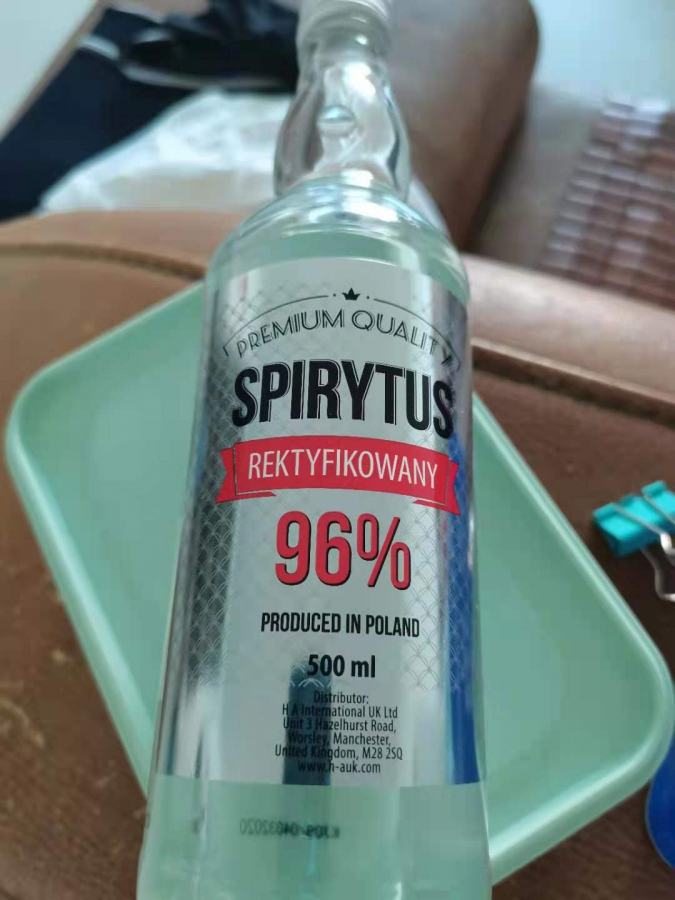 PREMIUM QUALITY
SPIRYTUS
REKTYFIKOWANY
96%
PRODUCED IN POLAND
500 ml
Distributor:
H A International UK Ltd
Unit 3 Hazelhurst Road,
Worsley, Manchester,
United Kingdom, M28 2SQ
www.h-auk.com
04032020